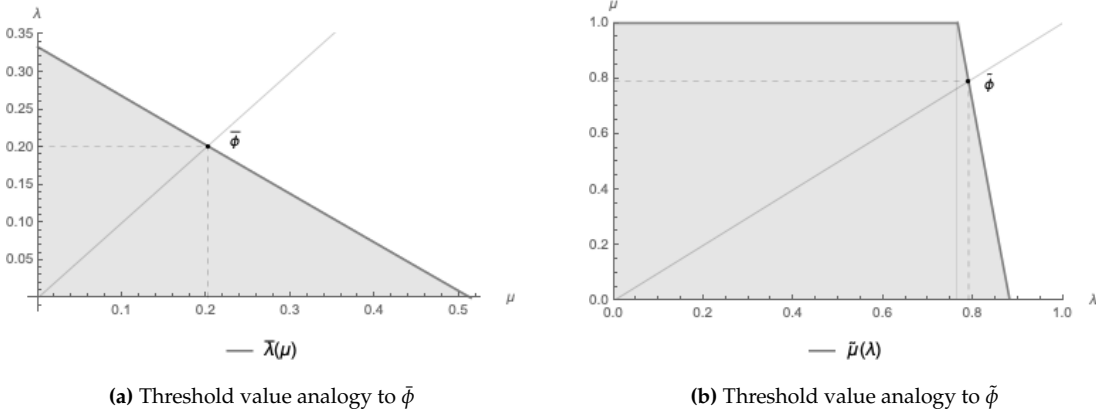 λ
0.35
0.30
0.25
0.20
0.15
0.10
0.05
0.1 0.2 0.3 0.4 0.5 μ
ϕ̄
— λ̄(μ)
(a) Threshold value analogy to ϕ̄
μ
1.0
0.8
0.6
0.4
0.2
0.0
0.0 0.2 0.4 0.6 0.8 1.0 λ
ϕ̃
— μ̃(λ)
(b) Threshold value analogy to ϕ̃